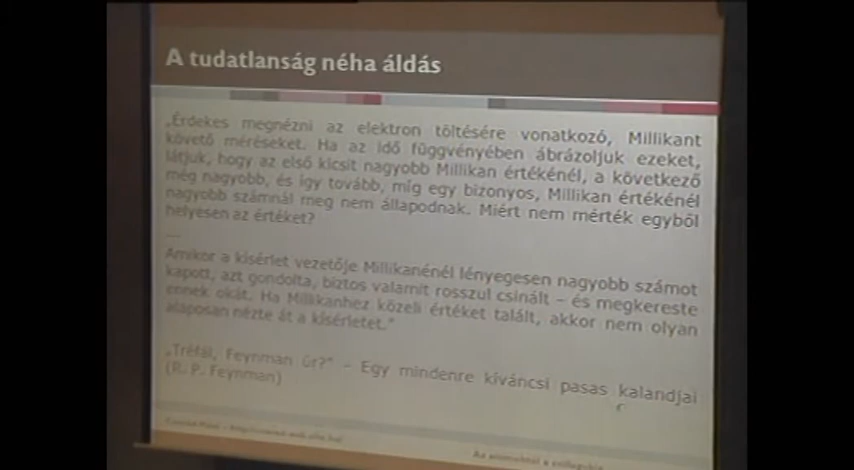 A tudatlanság néha áldás
„Érdekes megnézni az elektron töltésére vonatkozó, Millikant
követő méréseket. Ha az idő függvényében ábrázoljuk ezeket,
látjuk, hogy az első kicsit nagyobb Millikan értékénél, a következő
még nagyobb, és így tovább, míg egy bizonyos, Millikan értékénél
nagyobb számnál meg nem állapodnak. Miért nem mérték egyből
helyesen az értéket?
...
Amikor a kísérlet vezetője Millikanénél lényegesen nagyobb számot
kapott, azt gondolta, biztos valamit rosszul csinált – és megkereste
ennek okát. Ha Millikanhez közeli értéket talált, akkor nem olyan
alaposan nézte át a kísérletet."
„Tréfál, Feynman úr?" – Egy mindenre kíváncsi pasas kalandjai
(R. P. Feynman)